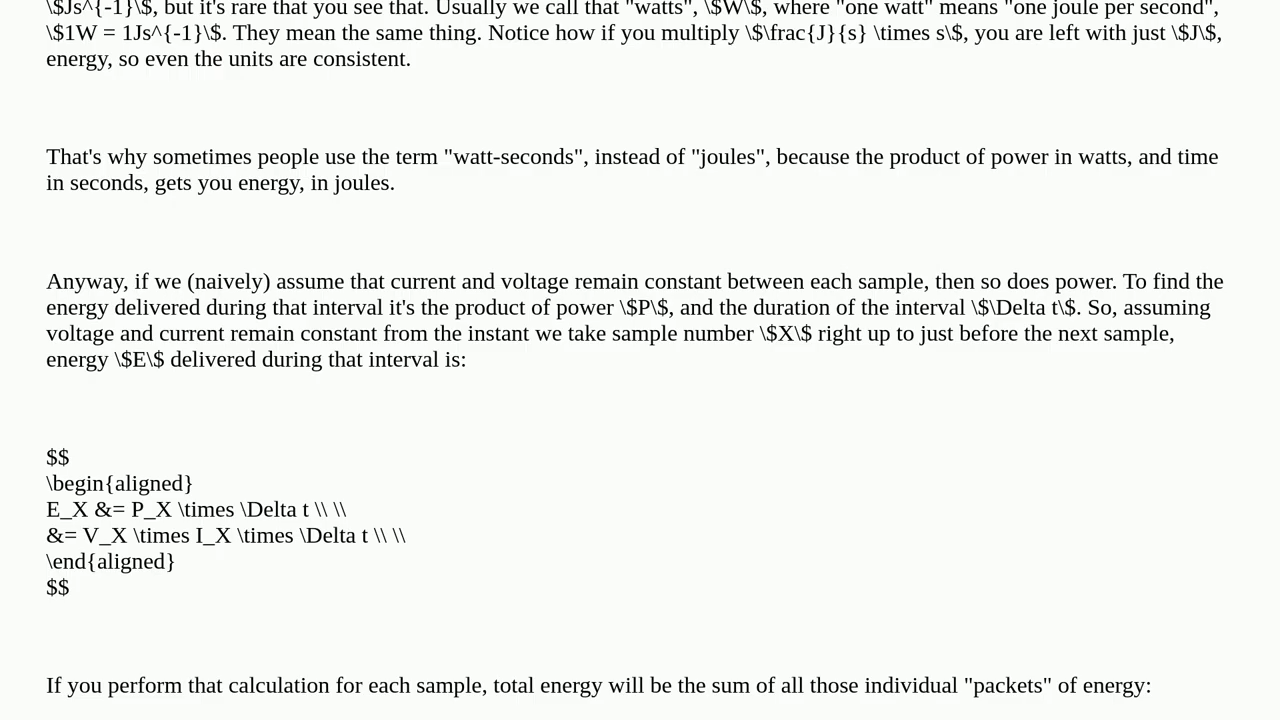 \$Js^{-1}\$, but it's rare that you see that. Usually we call that "watts", \$W\$, where "one watt" means "one joule per second",
\$1W = 1Js^{-1}\$. They mean the same thing. Notice how if you multiply \$\frac{J}{s} \times s\$, you are left with just \$J\$,
energy, so even the units are consistent.
That's why sometimes people use the term "watt-seconds", instead of "joules", because the product of power in watts, and time
in seconds, gets you energy, in joules.
Anyway, if we (naively) assume that current and voltage remain constant between each sample, then so does power. To find the
energy delivered during that interval it's the product of power \$P\$, and the duration of the interval \$\Delta t\$. So, assuming
voltage and current remain constant from the instant we take sample number \$X\$ right up to just before the next sample,
energy \$E\$ delivered during that interval is:
$$
\begin{aligned}
E_X &= P_X \times \Delta t \\ \\
&= V_X \times I_X \times \Delta t \\ \\
\end{aligned}
$$
If you perform that calculation for each sample, total energy will be the sum of all those individual "packets" of energy: